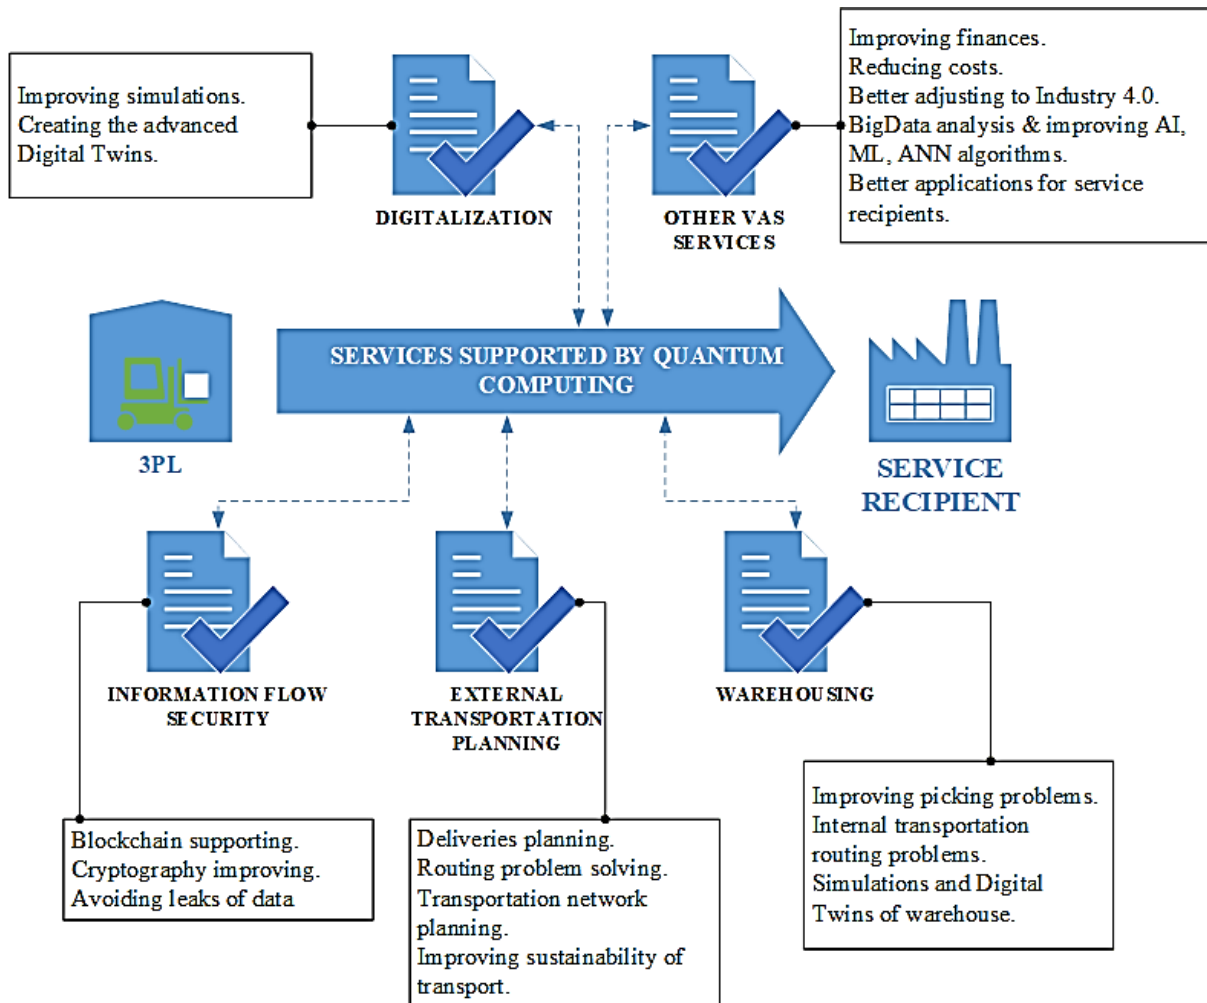 Improving simulations.
Creating the advanced
Digital Twins.
DIGITALIZATION
OTHER VAS
SERVICES
Improving finances.
Reducing costs.
Better adjusting to Industry 4.0.
BigData analysis & improving AI,
ML, ANN algorithms.
Better applications for service
recipients.
3PL
SERVICES SUPPORTED BY QUANTUM
COMPUTING
SERVICE
RECIPIENT
INFORMATION FLOW
SECURITY
EXTERNAL
TRANSPORTATION
PLANNING
WAREHOUSING
Blockchain supporting.
Cryptography improving.
Avoiding leaks of data
Deliveries planning.
Routing problem solving.
Transportation network
planning.
Improving sustainability of
transport.
Improving picking problems.
Internal transportation
routing problems.
Simulations and Digital
Twins of warehouse.